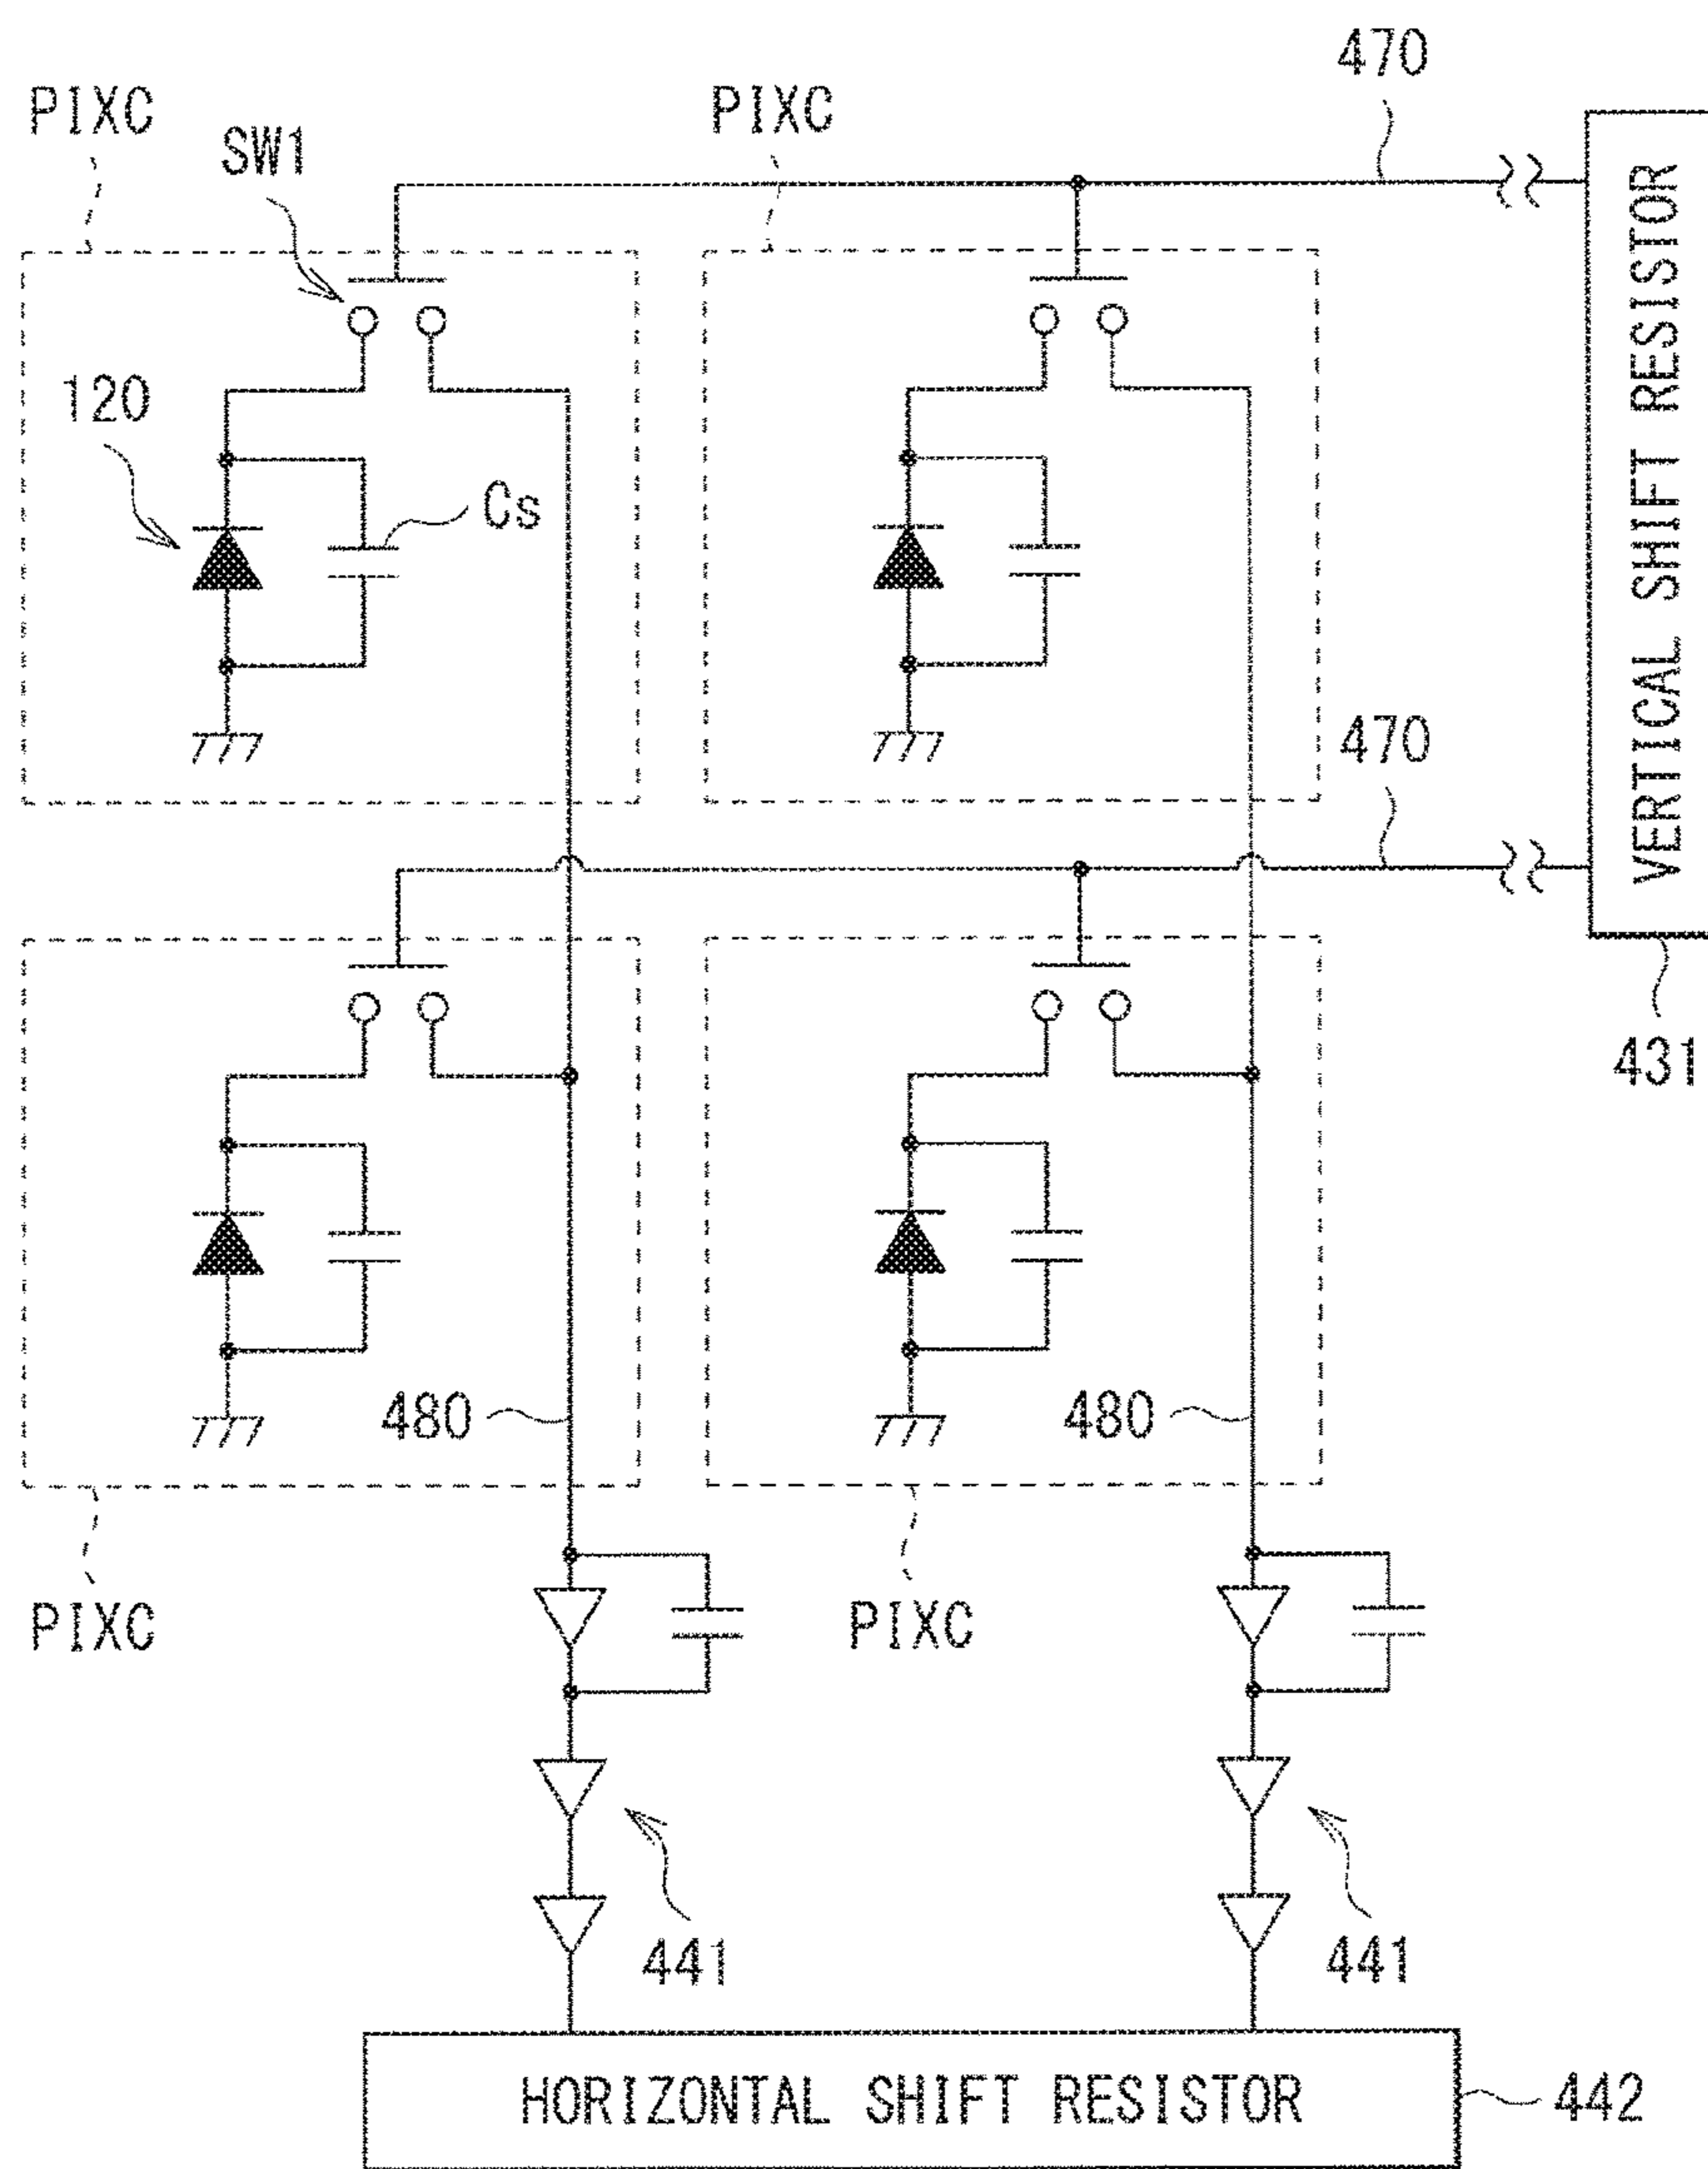 470
PIXC
PIXC
SW1
VERTICAL SHIFT RESISTOR
120
Cs
470
431
480
480
PIXC
PIXC
441
441
HORIZONTAL SHIFT RESISTOR
442